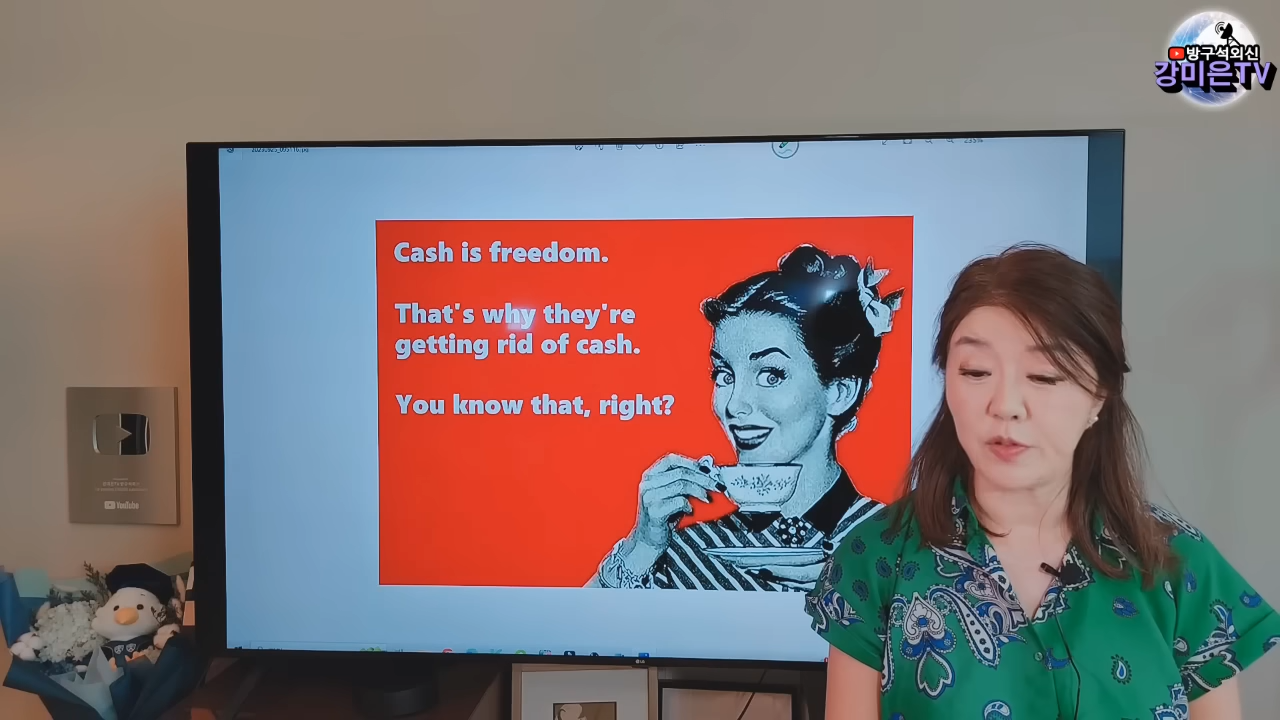 방구석외신
강미은TV
Cash is freedom.
That's why they're
getting rid of cash.
You know that, right?
YouTube
LG